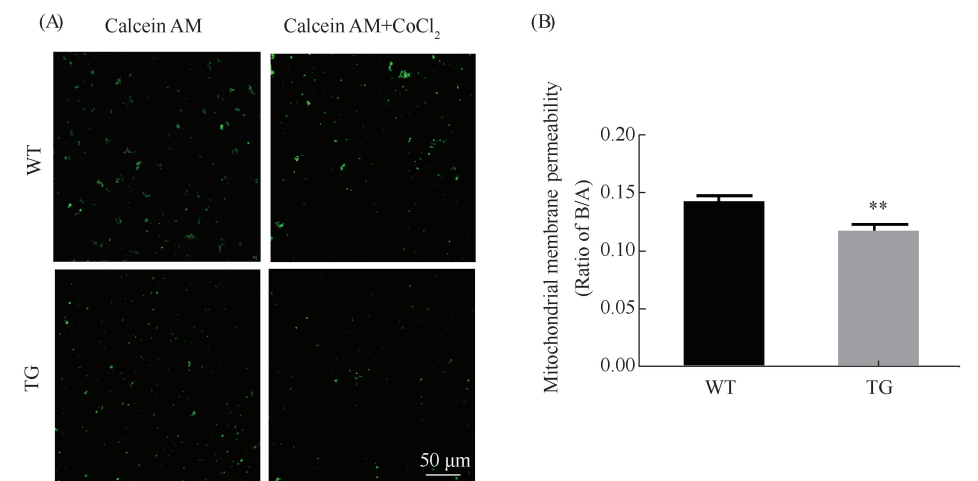 (A)
Calcein AM
Calcein AM+CoCl₂
WT
TG
50 μm
(B)
Mitochondrial membrane permeability
(Ratio of B/A)
0.20
0.15
0.10
0.05
0.00
**
WT
TG